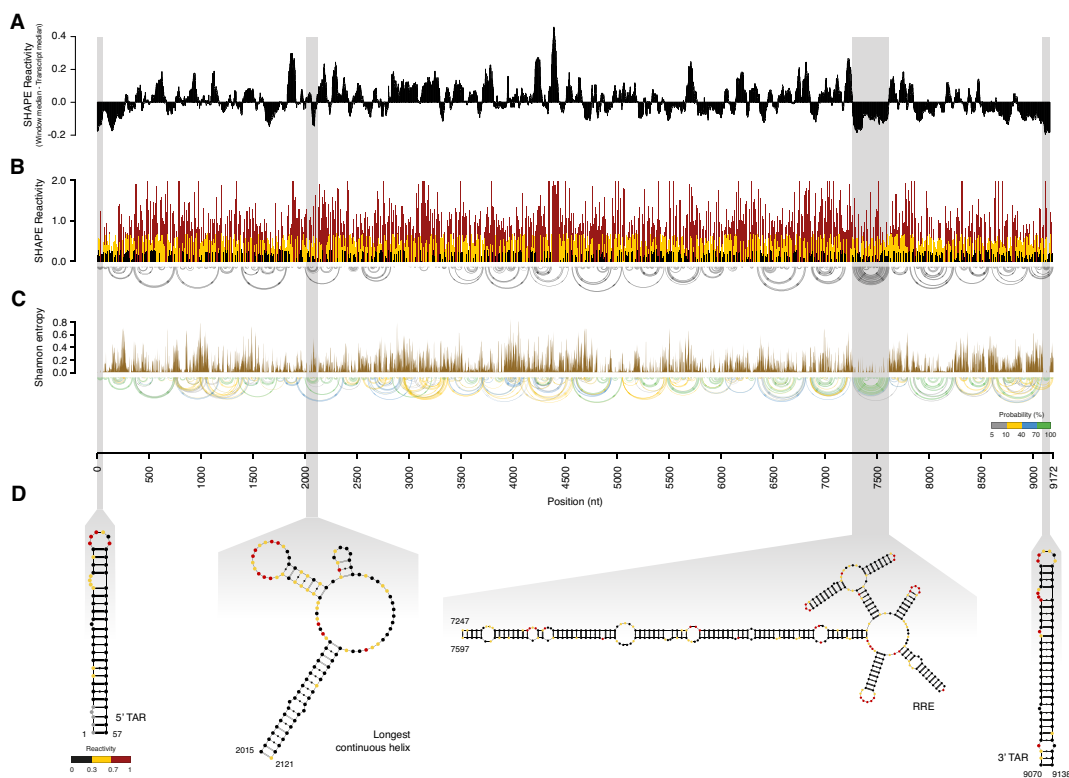 A
SHAPE Reactivity
(Window median - Transcript median)
0.4
0.2
0.0
-0.2
B
SHAPE Reactivity
2.0
1.0
0.0
C
Shannon entropy
0.8
0.6
0.4
0.2
0.0
Probability (%)
5 10 40 70 100
0 500 1000 1500 2000 2500 3000 3500 4000 4500 5000 5500 6000 6500 7000 7500 8000 8500 9000 9172
Position (nt)
D
5' TAR
1 57
Reactivity
0 0.3 0.7 1
2015
2121
Longest
continuous helix
7247
7597
RRE
3' TAR
9070 9138